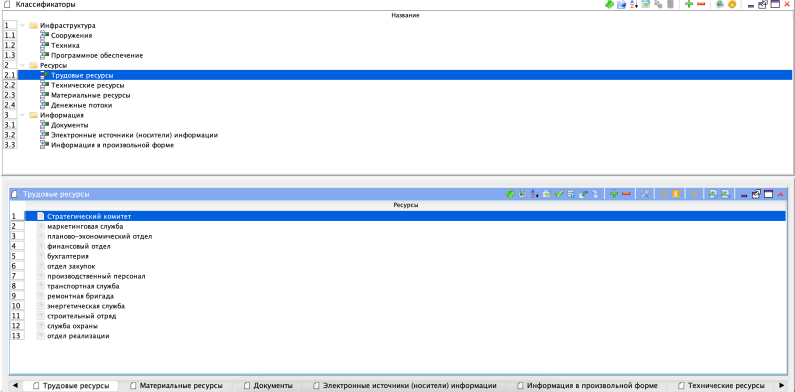 Классификаторы
Название
1 Инфраструктура
1.1 Сооружения
1.2 Техника
1.3 Программное обеспечение
2 Ресурсы
2.1 Трудовые ресурсы
2.2 Технические ресурсы
2.3 Материальные ресурсы
2.4 Денежные потоки
3 Информация
3.1 Документы
3.2 Электронные источники (носители) информации
3.3 Информация в произвольной форме
Трудовые ресурсы
Ресурсы
1 Стратегический комитет
2 маркетинговая служба
3 планово-экономический отдел
4 финансовый отдел
5 бухгалтерия
6 отдел закупок
7 производственный персонал
8 транспортная служба
9 ремонтная бригада
10 энергетическая служба
11 строительный отряд
12 служба охраны
13 отдел реализации
Трудовые ресурсы Материальные ресурсы Документы Электронные источники (носители) информации Информация в произвольной форме Технические ресурсы